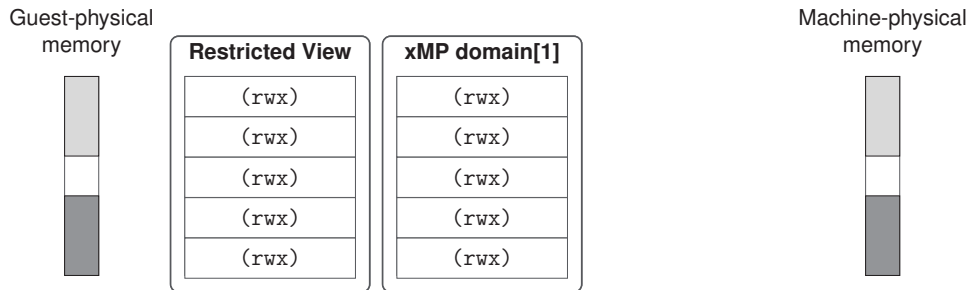 Guest-physical
memory
Machine-physical
memory
Restricted View
xMP domain[1]
(rwx)
(rwx)
(rwx)
(rwx)
(rwx)
(rwx)
(rwx)
(rwx)
(rwx)
(rwx)